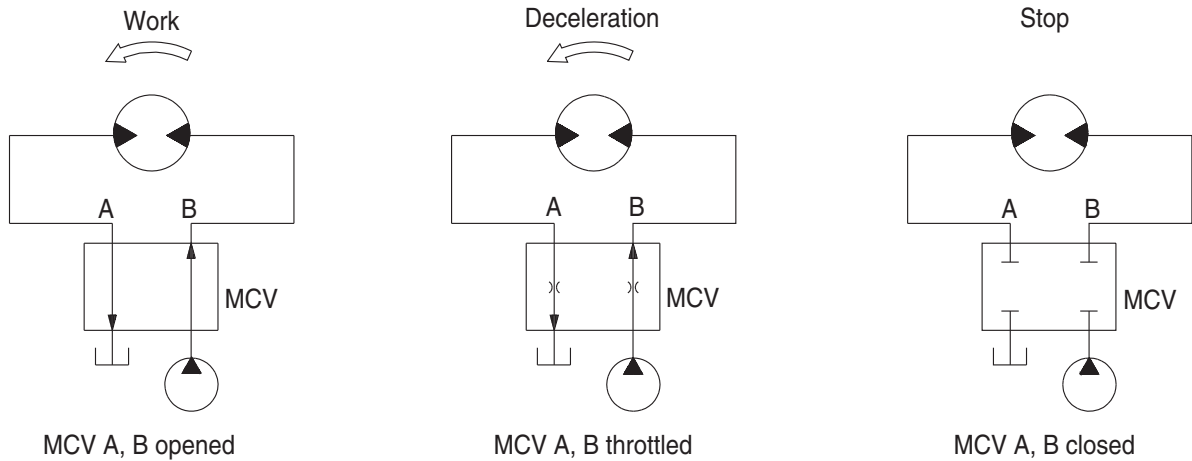 Work
Deceleration
Stop
A B
A B
A B
MCV
MCV
MCV
MCV A, B opened
MCV A, B throttled
MCV A, B closed